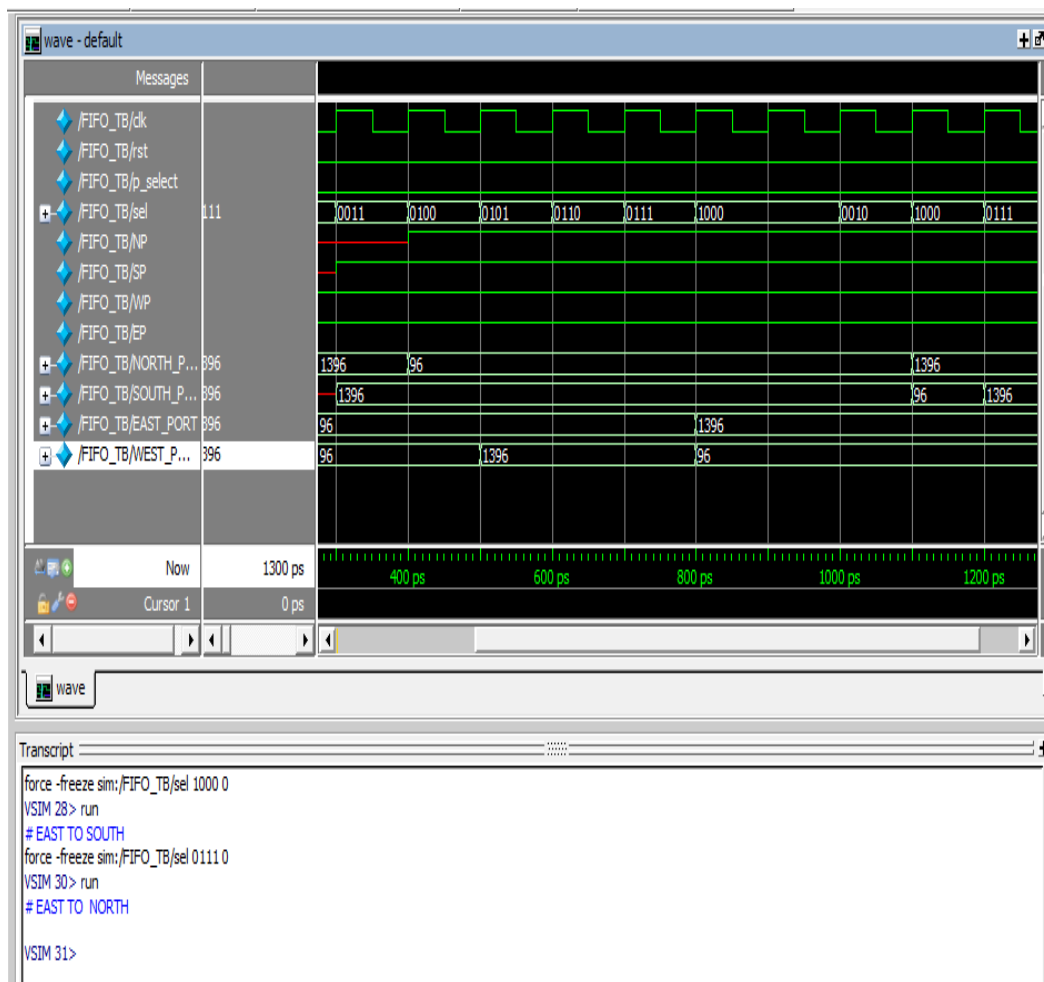 wave - default
Messages
/FIFO_TB/clk
/FIFO_TB/rst
/FIFO_TB/p_select
/FIFO_TB/sel 111 0011 0100 0101 0110 0111 1000 0010 1000 0111
/FIFO_TB/NP
/FIFO_TB/SP
/FIFO_TB/WP
/FIFO_TB/EP
/FIFO_TB/NORTH_P... 396 1396 96 1396
/FIFO_TB/SOUTH_P... 396 1396 96 1396
/FIFO_TB/EAST_PORT 396 96 1396
/FIFO_TB/WEST_P... 396 96 1396 96
Now 1300 ps 400 ps 600 ps 800 ps 1000 ps 1200 ps
Cursor 1 0 ps
wave
Transcript
force -freeze sim:/FIFO_TB/sel 1000 0
VSIM 28> run
# EAST TO SOUTH
force -freeze sim:/FIFO_TB/sel 0111 0
VSIM 30> run
# EAST TO  NORTH
VSIM 31>